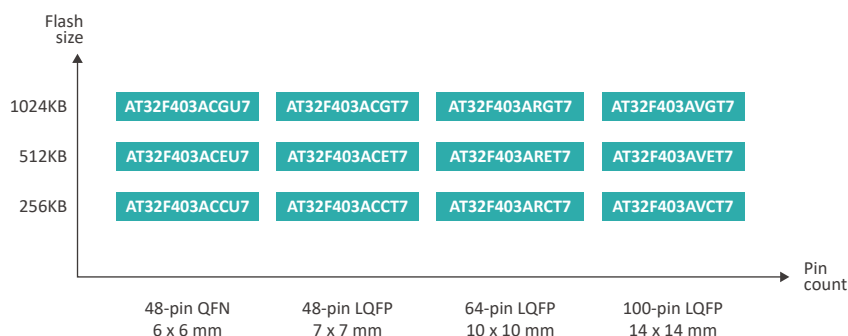 Flash
size
1024KB AT32F403ACGU7 AT32F403ACGT7 AT32F403ARGT7 AT32F403AVGT7
512KB AT32F403ACEU7 AT32F403ACET7 AT32F403ARET7 AT32F403AVET7
256KB AT32F403ACCU7 AT32F403ACCT7 AT32F403ARCT7 AT32F403AVCT7
Pin
count
48-pin QFN 48-pin LQFP 64-pin LQFP 100-pin LQFP
6 x 6 mm 7 x 7 mm 10 x 10 mm 14 x 14 mm